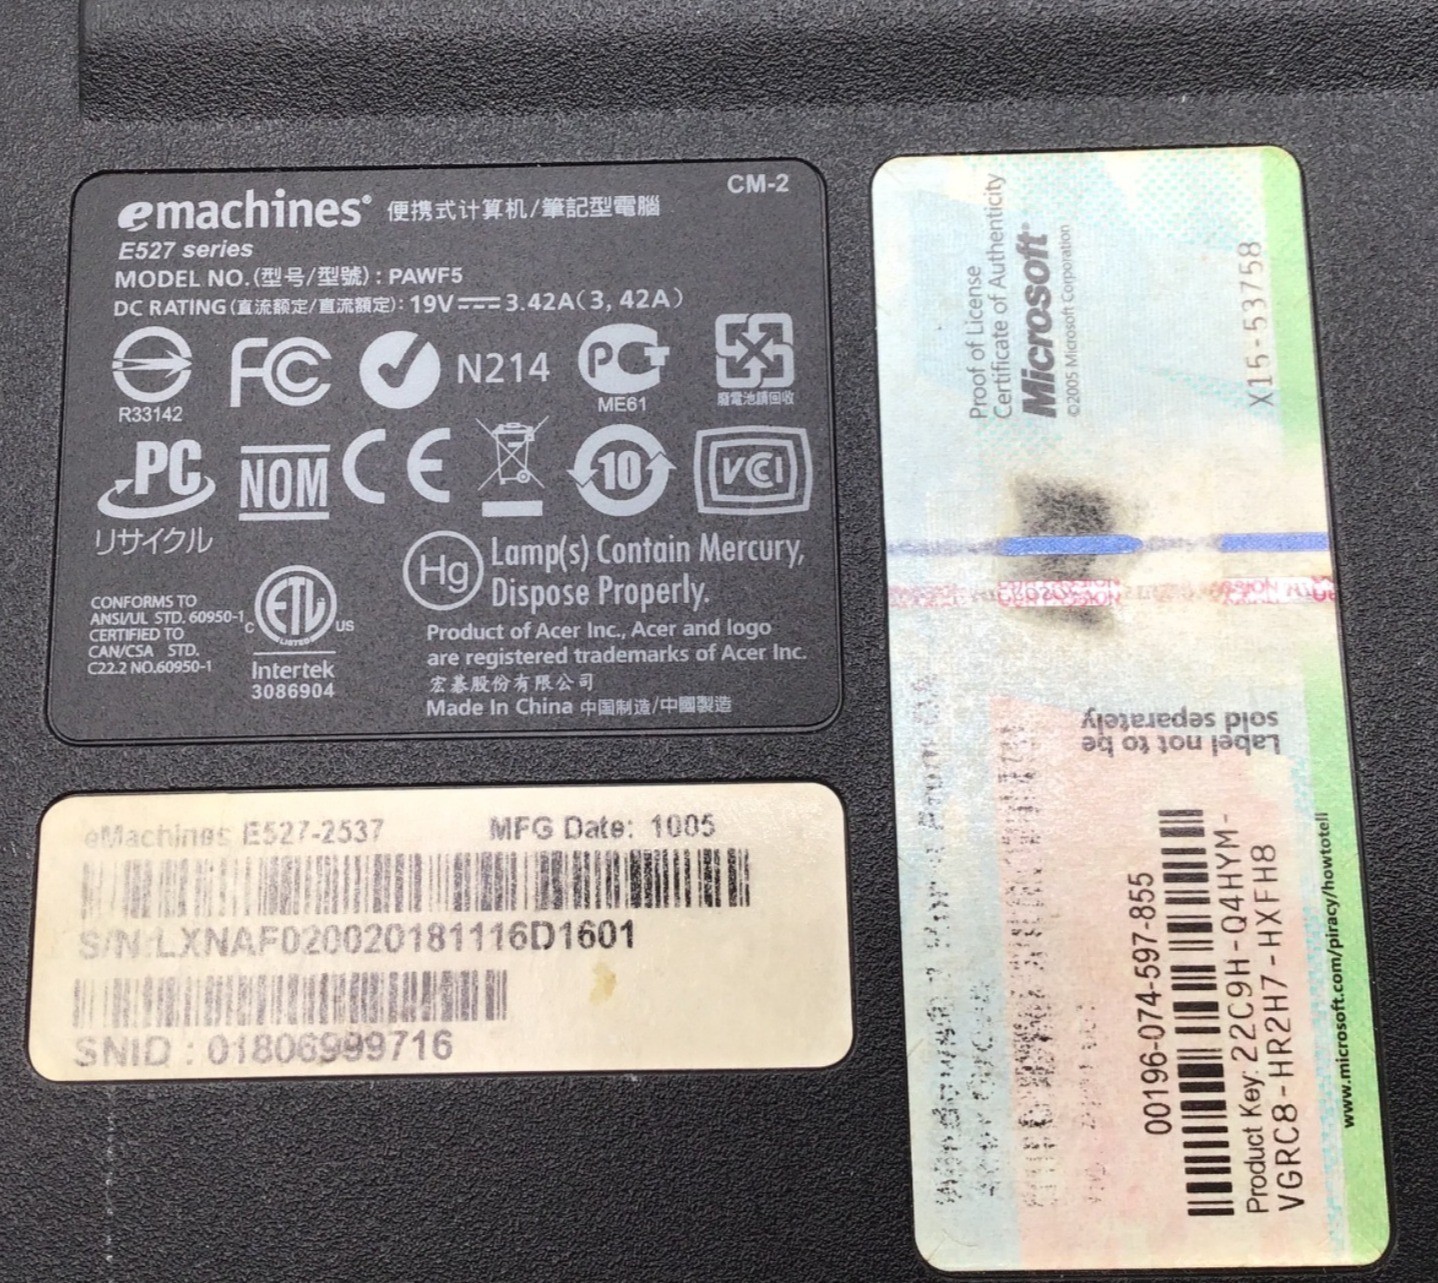 CM-2
emachines® 便携式计算机/筆記型電腦
E527 series
MODEL NO.(型号/型號) : PAWF5
DC RATING(直流额定/直流額定): 19V 3.42A(3, 42A)
R33142
FC
N214
PCT
ME61
廢電池請回收
PC
リサイクル
NOM
CE
10
VCCI
Hg
Lamp(s) Contain Mercury,
Dispose Properly.
CONFORMS TO
ANSI/UL STD. 60950-1
CERTIFIED TO
CAN/CSA STD.
C22.2 NO.60950-1
C ETL US
LISTED
Intertek
3086904
Product of Acer Inc., Acer and logo
are registered trademarks of Acer Inc.
宏碁股份有限公司
Made In China 中国制造/中國製造
eMachines E527-2537 MFG Date: 1005
S/N:LXNAF020020181116D1601
SNID : 01806999716
Proof of License
Certificate of Authenticity
Microsoft®
©2005 Microsoft Corporation
X15-53758
Label not to be
sold separately
00196-074-597-855
Product Key: 22C9H-Q4HYM-
VGRC8-HR2H7-HXFH8
www.microsoft.com/piracy/howtotell